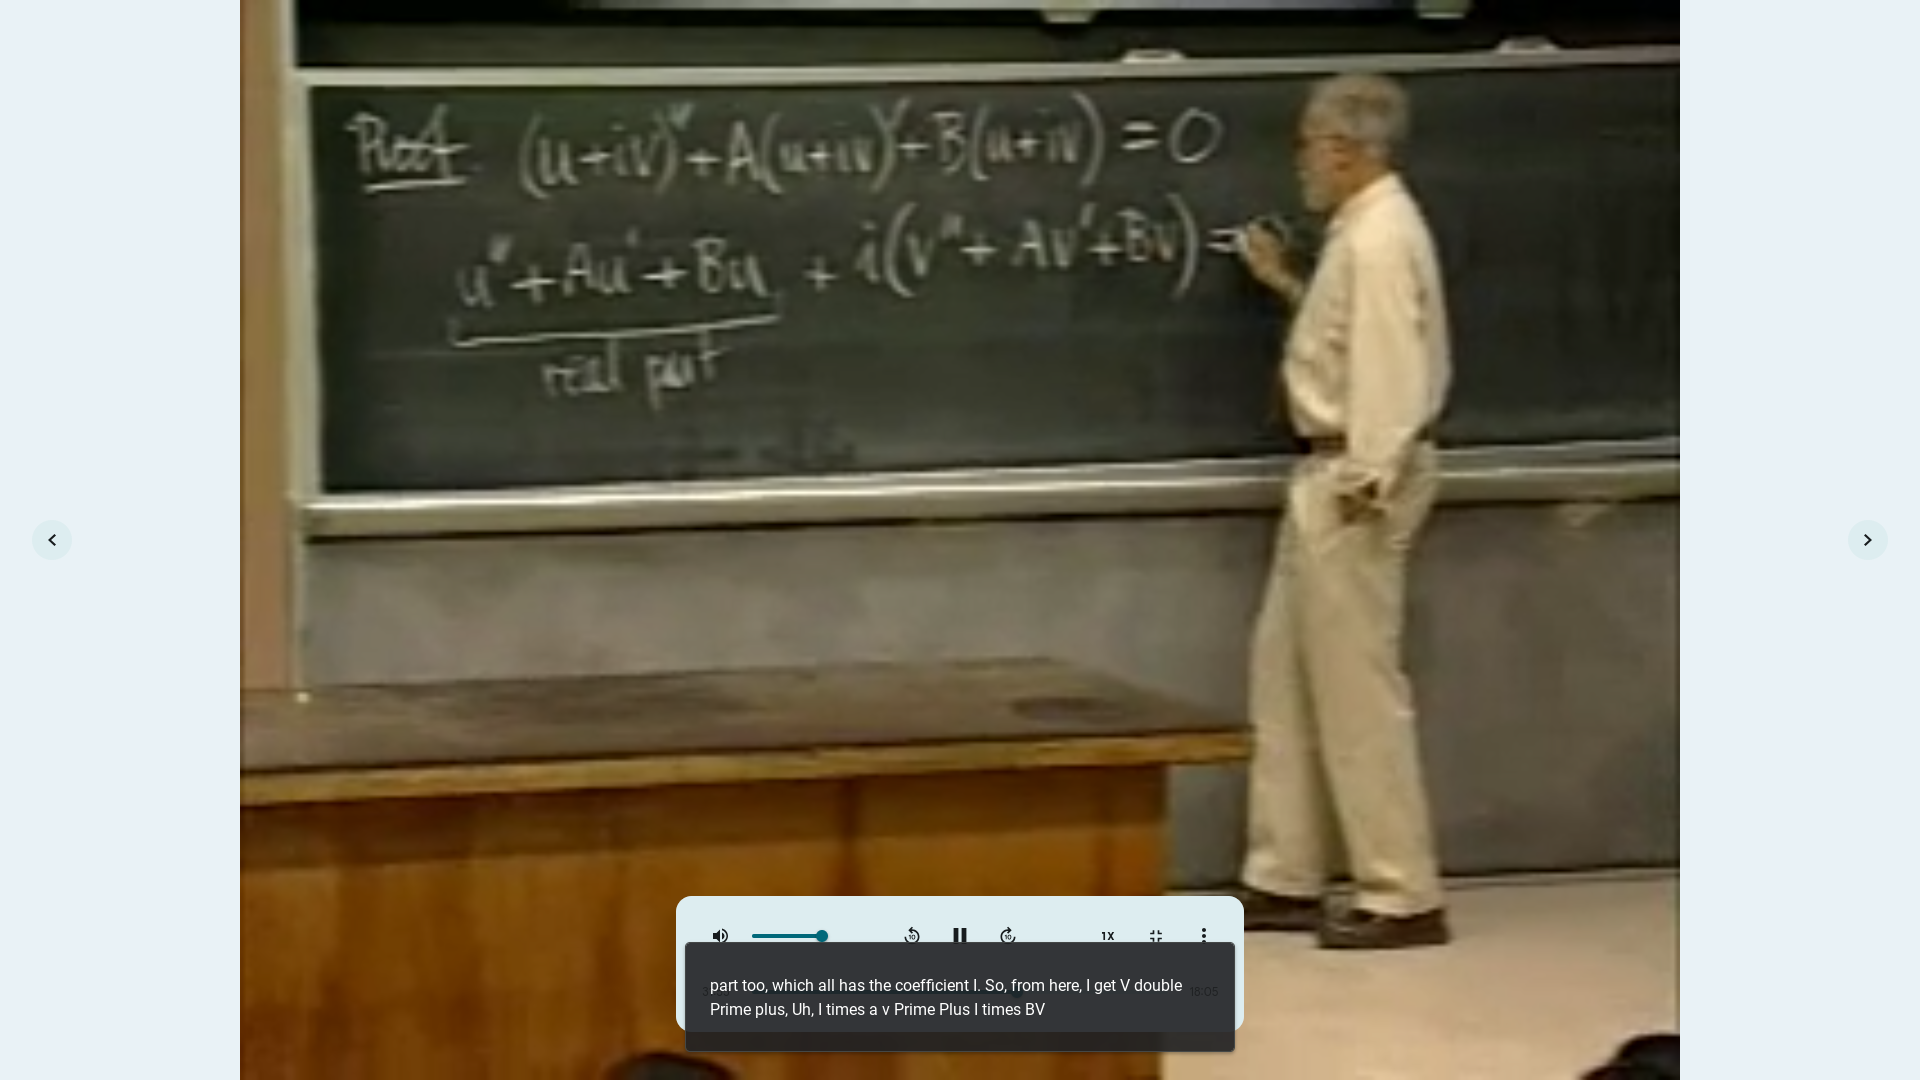 Proof (u+iv)"+A(u+iv)'+B(u+iv) = 0
u"+Au'+Bu + i(v"+Av'+Bv) =
real part
1X
part too, which all has the coefficient I. So, from here, I get V double
Prime plus, Uh, I times a v Prime Plus I times BV
18:05